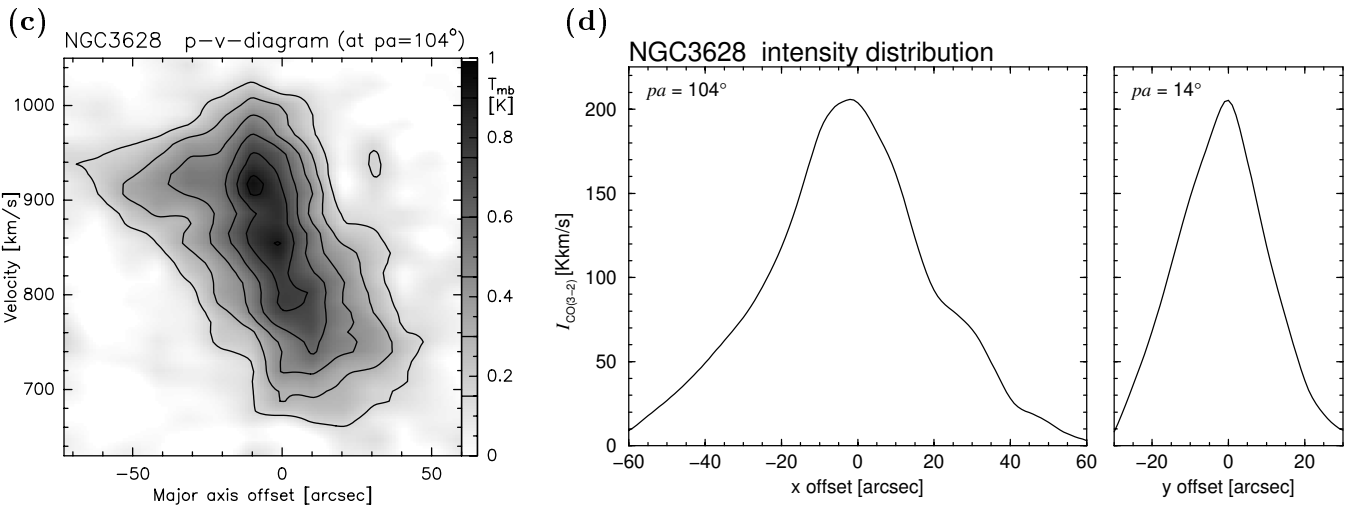 (c)
NGC3628 p-v-diagram (at pa=104°)
1
T_mb
[K]
0.8
0.6
0.4
0.2
0
1000
900
800
700
Velocity [km/s]
-50 0 50
Major axis offset [arcsec]
(d)
NGC3628 intensity distribution
pa = 104°
200
150
100
50
0
I_CO(3-2) [Kkm/s]
-60 -40 -20 0 20 40 60
x offset [arcsec]
pa = 14°
-20 0 20
y offset [arcsec]